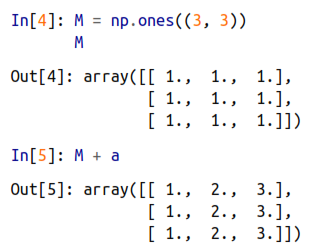 In[4]: M = np.ones((3, 3))
       M
Out[4]: array([[ 1.,  1.,  1.],
               [ 1.,  1.,  1.],
               [ 1.,  1.,  1.]])
In[5]: M + a
Out[5]: array([[ 1.,  2.,  3.],
               [ 1.,  2.,  3.],
               [ 1.,  2.,  3.]])